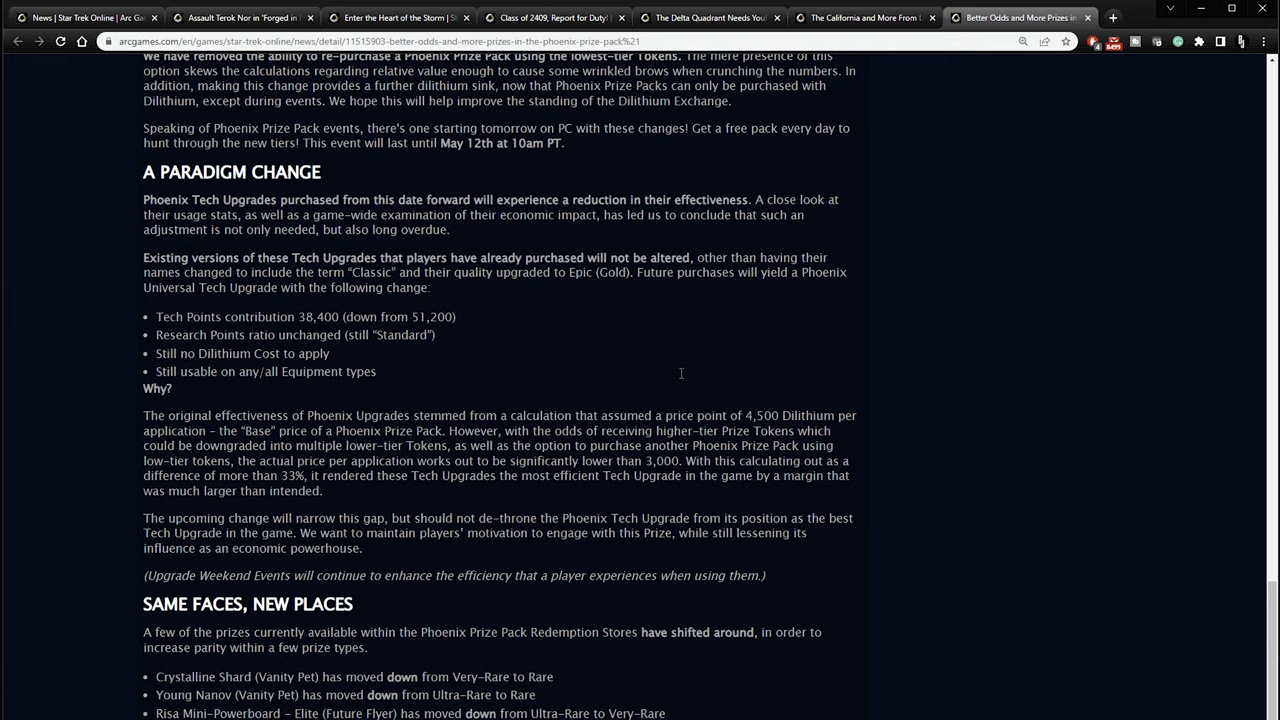 News | Star Trek Online | Arc Ga
Assault Terok Nor in 'Forged in
Enter the Heart of the Storm | St
Class of 2409, Report for Duty!
The Delta Quadrant Needs You!
The California and More From L
Better Odds and More Prizes in
arcgames.com/en/games/star-trek-online/news/detail/11515903-better-odds-and-more-prizes-in-the-phoenix-prize-pack%21
We have removed the ability to re-purchase a Phoenix Prize Pack using the lowest-tier Tokens. The mere presence of this
option skews the calculations regarding relative value enough to cause some wrinkled brows when crunching the numbers. In
addition, making this change provides a further dilithium sink, now that Phoenix Prize Packs can only be purchased with
Dilithium, except during events. We hope this will help improve the standing of the Dilithium Exchange.
Speaking of Phoenix Prize Pack events, there's one starting tomorrow on PC with these changes! Get a free pack every day to
hunt through the new tiers! This event will last until May 12th at 10am PT.
A PARADIGM CHANGE
Phoenix Tech Upgrades purchased from this date forward will experience a reduction in their effectiveness. A close look at
their usage stats, as well as a game-wide examination of their economic impact, has led us to conclude that such an
adjustment is not only needed, but also long overdue.
Existing versions of these Tech Upgrades that players have already purchased will not be altered, other than having their
names changed to include the term “Classic” and their quality upgraded to Epic (Gold). Future purchases will yield a Phoenix
Universal Tech Upgrade with the following change:
• Tech Points contribution 38,400 (down from 51,200)
• Research Points ratio unchanged (still “Standard”)
• Still no Dilithium Cost to apply
• Still usable on any/all Equipment types
Why?
The original effectiveness of Phoenix Upgrades stemmed from a calculation that assumed a price point of 4,500 Dilithium per
application – the “Base” price of a Phoenix Prize Pack. However, with the odds of receiving higher-tier Prize Tokens which
could be downgraded into multiple lower-tier Tokens, as well as the option to purchase another Phoenix Prize Pack using
low-tier tokens, the actual price per application works out to be significantly lower than 3,000. With this calculating out as a
difference of more than 33%, it rendered these Tech Upgrades the most efficient Tech Upgrade in the game by a margin that
was much larger than intended.
The upcoming change will narrow this gap, but should not de-throne the Phoenix Tech Upgrade from its position as the best
Tech Upgrade in the game. We want to maintain players’ motivation to engage with this Prize, while still lessening its
influence as an economic powerhouse.
(Upgrade Weekend Events will continue to enhance the efficiency that a player experiences when using them.)
SAME FACES, NEW PLACES
A few of the prizes currently available within the Phoenix Prize Pack Redemption Stores have shifted around, in order to
increase parity within a few prize types.
• Crystalline Shard (Vanity Pet) has moved down from Very-Rare to Rare
• Young Nanov (Vanity Pet) has moved down from Ultra-Rare to Rare
• Risa Mini-Powerboard – Elite (Future Flyer) has moved down from Ultra-Rare to Very-Rare